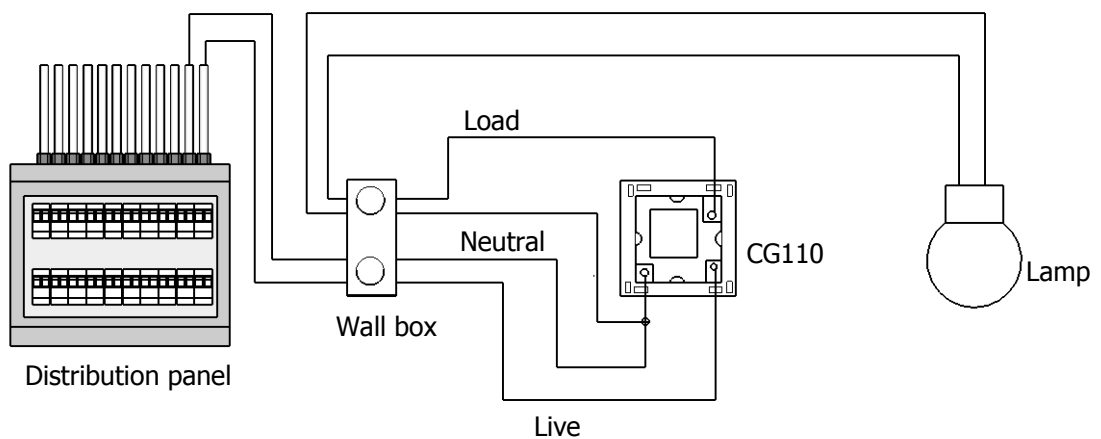 Load
Neutral
CG110
Lamp
Wall box
Distribution panel
Live